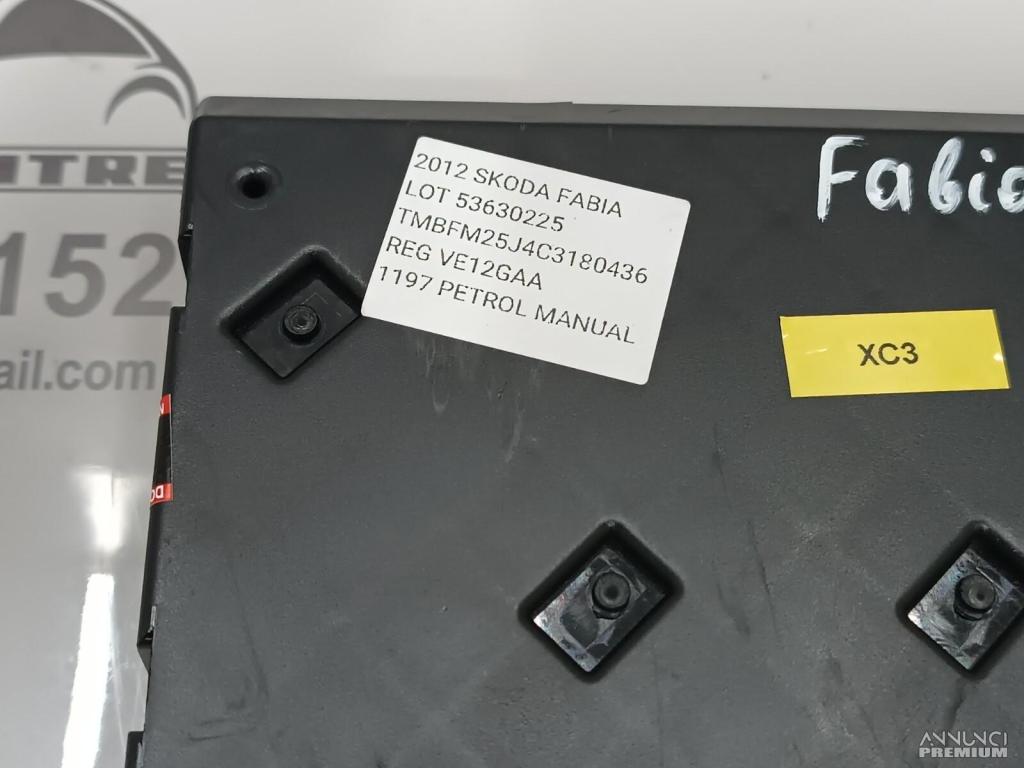 2012 SKODA FABIA
LOT 53630225
TMBFM25J4C3180436
REG VE12GAA
1197 PETROL MANUAL
Fabia
XC3
152
ail.com
ANNUNCI
PREMIUM